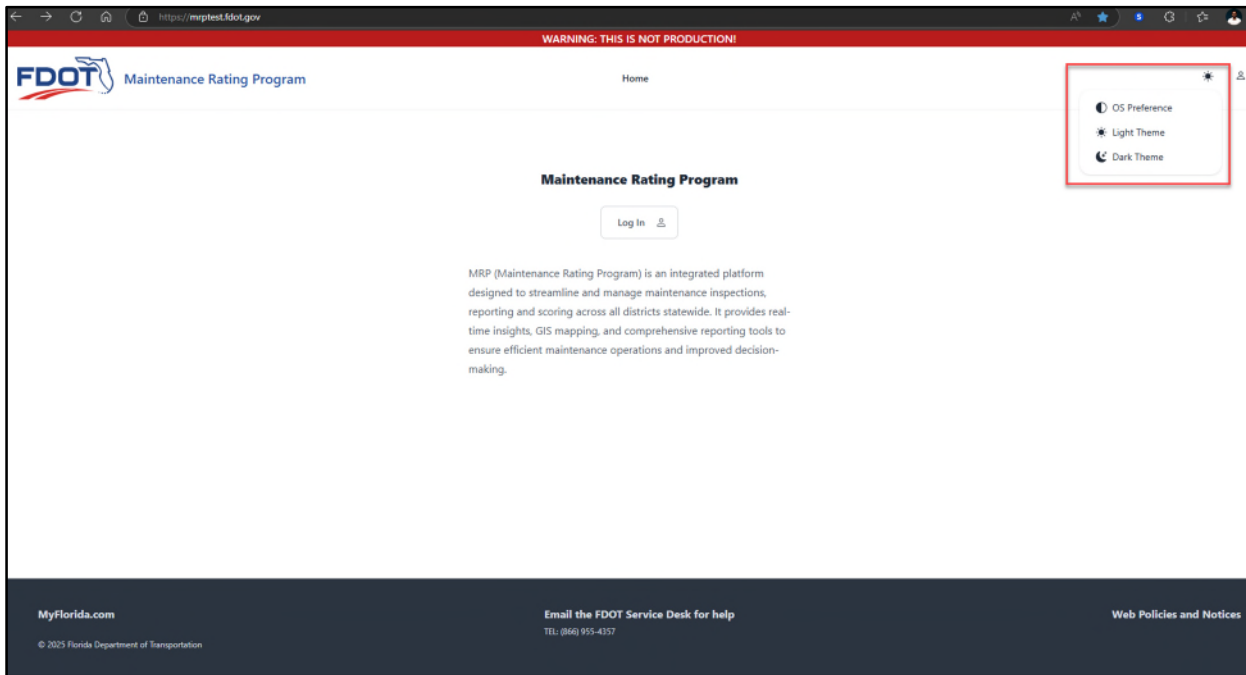 https://mrptest.fdot.gov
WARNING: THIS IS NOT PRODUCTION!
FDOT
Maintenance Rating Program
Home
OS Preference
Light Theme
Dark Theme
Maintenance Rating Program
Log In
MRP (Maintenance Rating Program) is an integrated platform
designed to streamline and manage maintenance inspections,
reporting and scoring across all districts statewide. It provides real-
time insights, GIS mapping, and comprehensive reporting tools to
ensure efficient maintenance operations and improved decision-
making.
MyFlorida.com
Email the FDOT Service Desk for help
Web Policies and Notices
TEL: (866) 955-4357
© 2025 Florida Department of Transportation